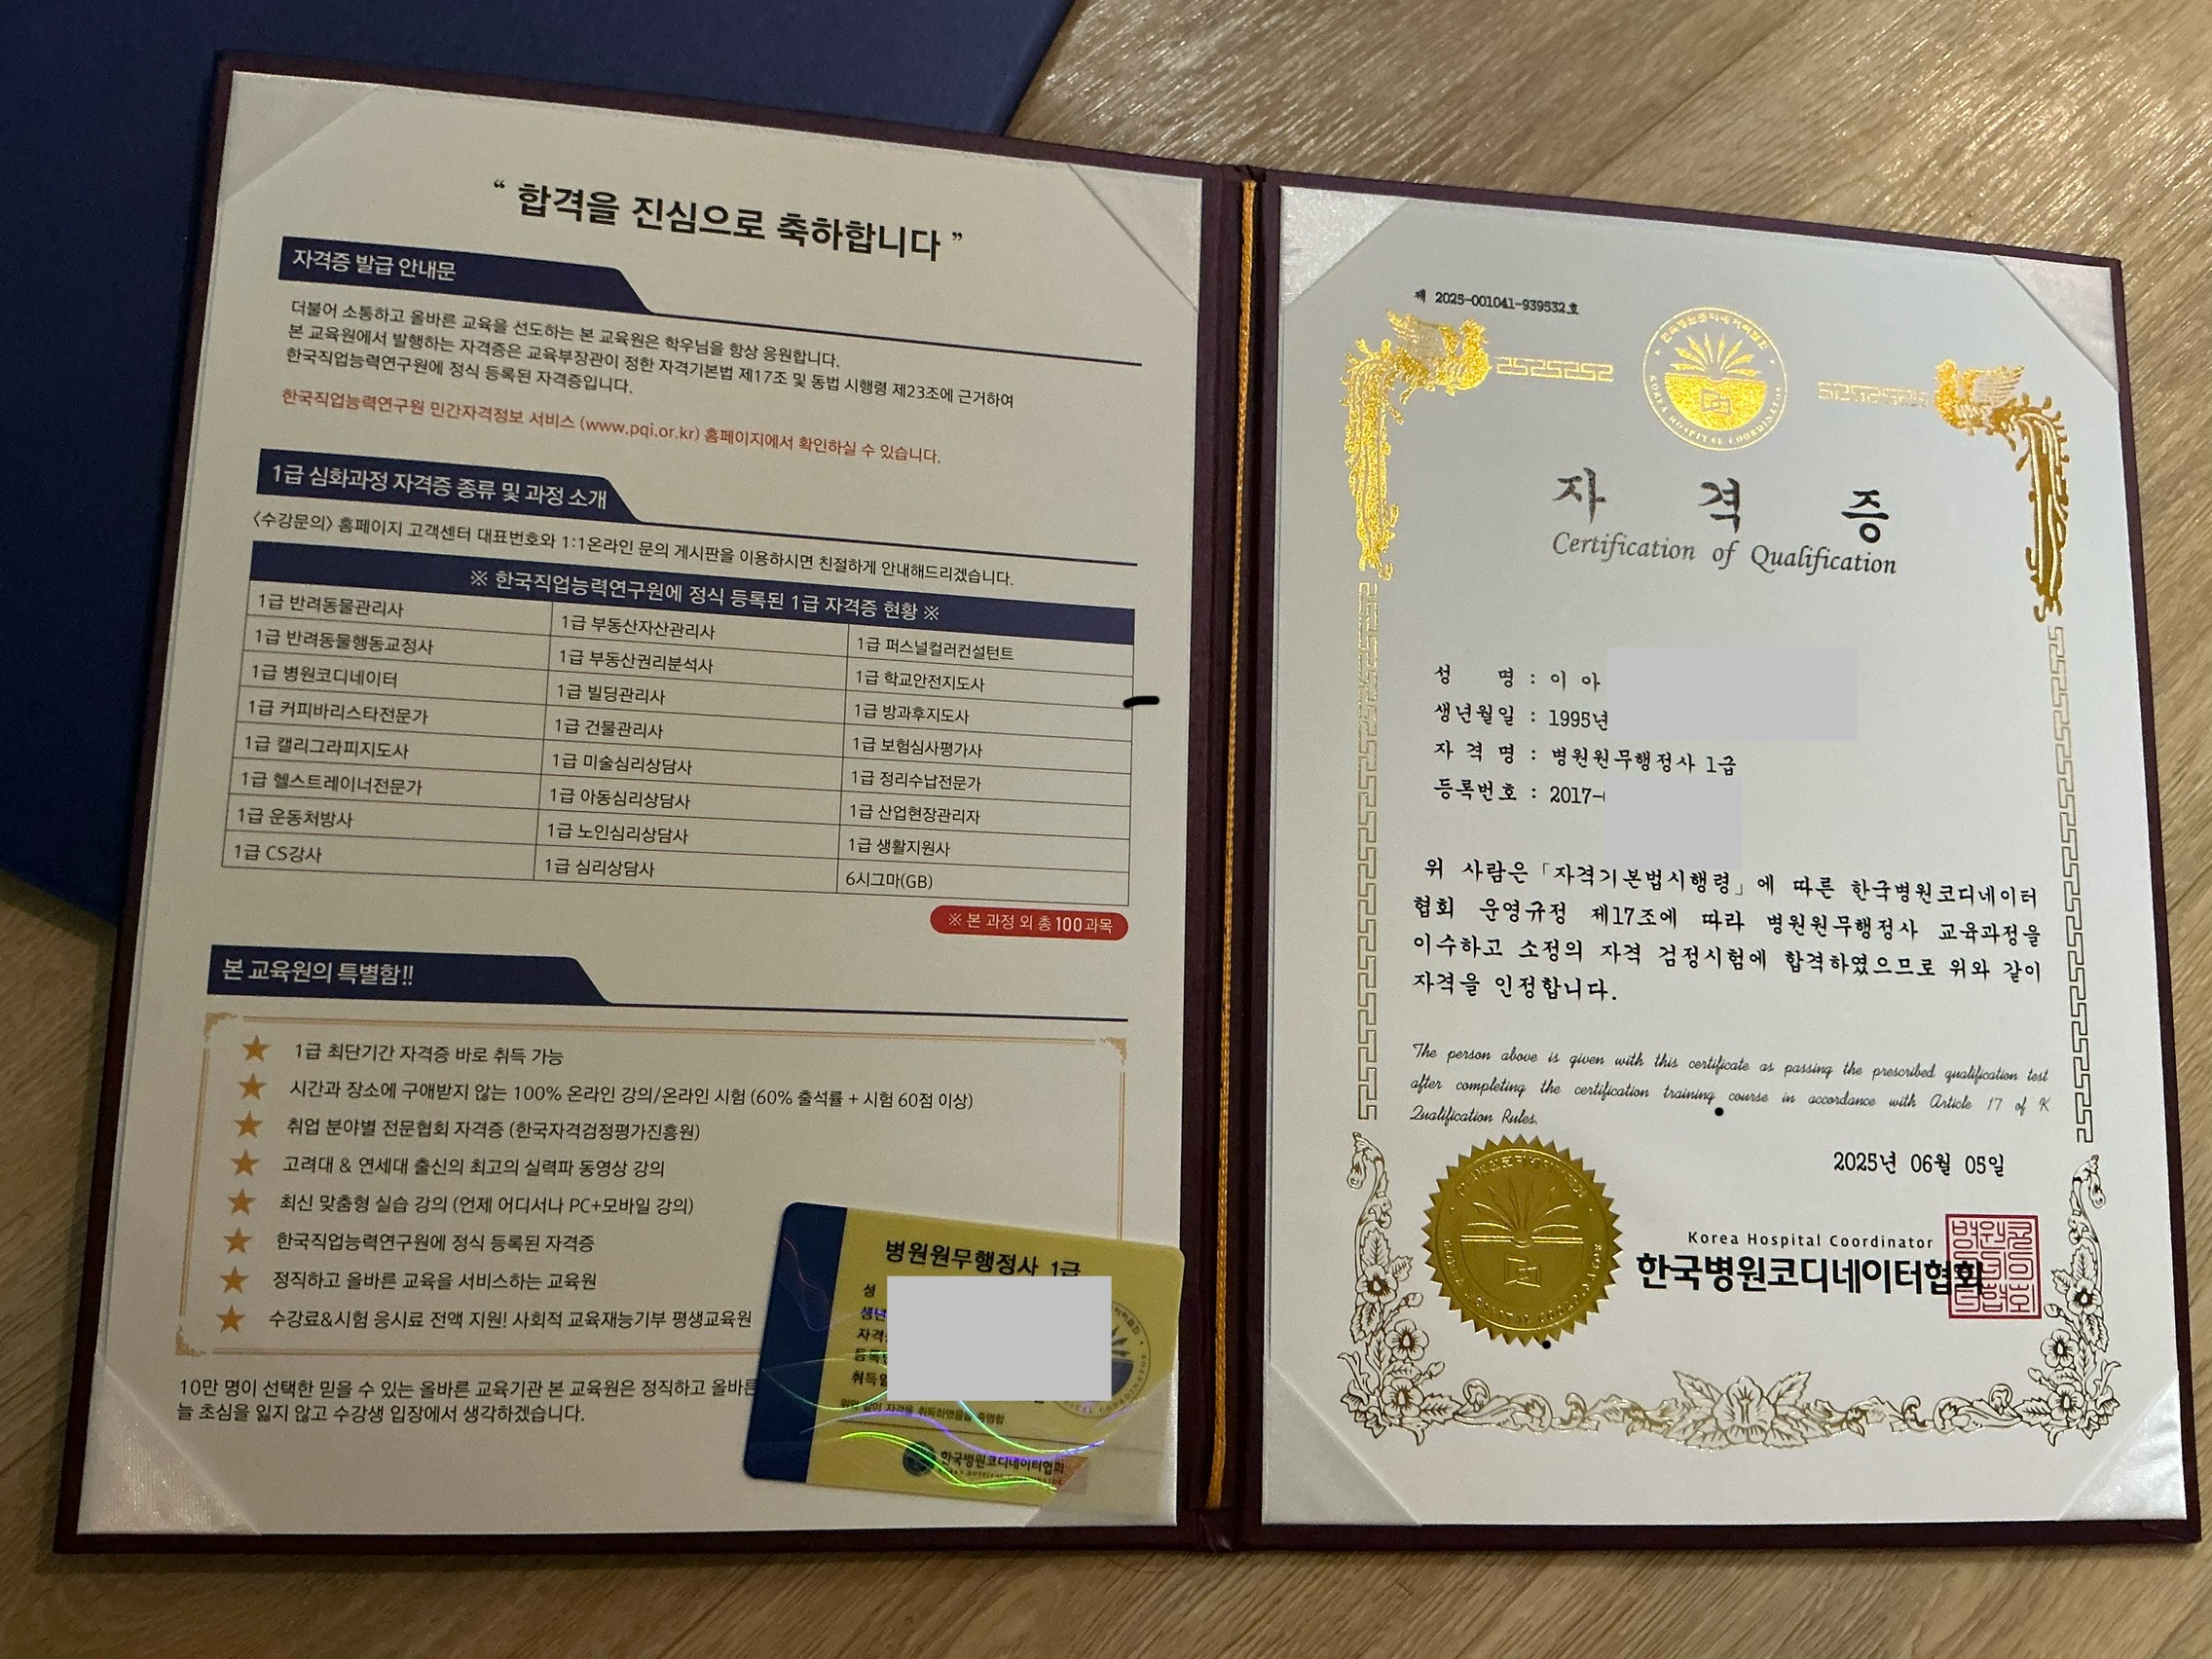 “ 합격을 진심으로 축하합니다 ”
자격증 발급 안내문
더불어 소통하고 올바른 교육을 선도하는 본 교육원은 학우님을 항상 응원합니다.
본 교육원에서 발행하는 자격증은 교육부장관이 정한 자격기본법 제17조 및 동법 시행령 제23조에 근거하여
한국직업능력연구원에 정식 등록된 자격증입니다.
한국직업능력연구원 민간자격정보 서비스 (www.pqi.or.kr) 홈페이지에서 확인하실 수 있습니다.
1급 심화과정 자격증 종류 및 과정 소개
<수강문의> 홈페이지 고객센터 대표번호와 1:1온라인 문의 게시판을 이용하시면 친절하게 안내해드리겠습니다.
※ 한국직업능력연구원에 정식 등록된 1급 자격증 현황 ※
1급 반려동물관리사 1급 부동산자산관리사 1급 퍼스널컬러컨설턴트
1급 반려동물행동교정사 1급 부동산권리분석사 1급 학교안전지도사
1급 병원코디네이터 1급 빌딩관리사 1급 방과후지도사
1급 커피바리스타전문가 1급 건물관리사 1급 보험심사평가사
1급 캘리그라피지도사 1급 미술심리상담사 1급 정리수납전문가
1급 헬스트레이너전문가 1급 아동심리상담사 1급 산업현장관리자
1급 운동처방사 1급 노인심리상담사 1급 생활지원사
1급 CS강사 1급 심리상담사 6시그마(GB)
※ 본 과정 외 총 100과목
본 교육원의 특별함!!
1급 최단기간 자격증 바로 취득 가능
시간과 장소에 구애받지 않는 100% 온라인 강의/온라인 시험 (60% 출석률 + 시험 60점 이상)
취업 분야별 전문협회 자격증 (한국자격검정평가진흥원)
고려대 & 연세대 출신의 최고의 실력파 동영상 강의
최신 맞춤형 실습 강의 (언제 어디서나 PC+모바일 강의)
한국직업능력연구원에 정식 등록된 자격증
정직하고 올바른 교육을 서비스하는 교육원
수강료&시험 응시료 전액 지원! 사회적 교육재능기부 평생교육원
10만 명이 선택한 믿을 수 있는 올바른 교육기관 본 교육원은 정직하고 올바른
늘 초심을 잃지 않고 수강생 입장에서 생각하겠습니다.
병원원무행정사 1급
성
생년
자격
등록
취득일
위와 같이 자격을 취득하였음을 증명함
한국병원코디네이터협회
제 2025-001041-939532호
KOREA HOSPITAL COORDINATOR
자 격 증
Certification of Qualification
성 명 : 이 아
생년월일 : 1995년
자 격 명 : 병원원무행정사 1급
등록번호 : 2017-
위 사람은 「자격기본법시행령」에 따른 한국병원코디네이터
협회 운영규정 제17조에 따라 병원원무행정사 교육과정을
이수하고 소정의 자격 검정시험에 합격하였으므로 위와 같이
자격을 인정합니다.
The person above is given with this certificate as passing the prescribed qualification test
after completing the certification training course in accordance with Article 17 of K
Qualification Rules.
2025년 06월 05일
Korea Hospital Coordinator
한국병원코디네이터협회